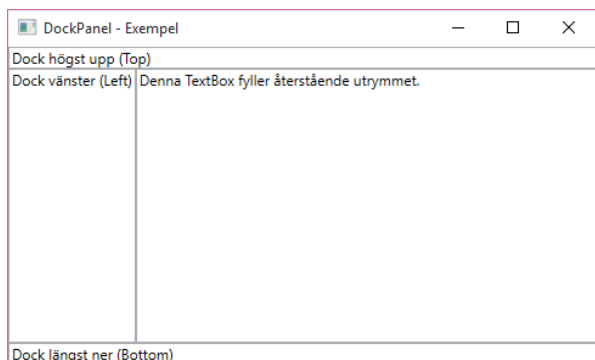 DockPanel - Exempel
Dock högst upp (Top)
Dock vänster (Left)
Denna TextBox fyller återstående utrymmet.
Dock längst ner (Bottom)